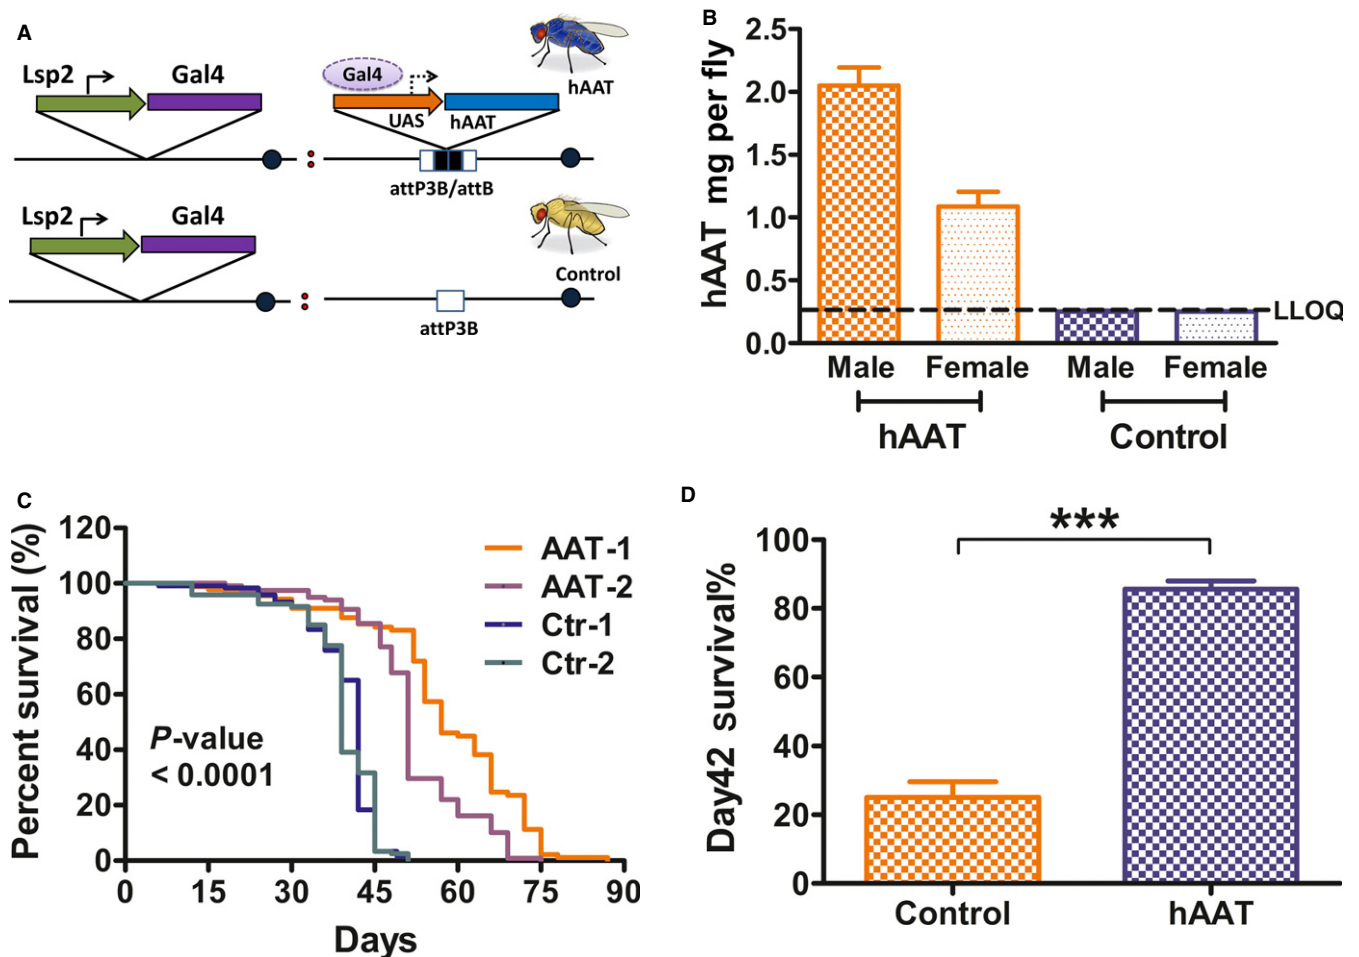 A
Lsp2 Gal4
Gal4
UAS hAAT
hAAT
attP3B/attB
Lsp2 Gal4
Control
attP3B
B
hAAT mg per fly
2.5
2.0
1.5
1.0
0.5
0.0
LLOQ
Male Female Male Female
hAAT Control
C
Percent survival (%)
120
100
80
60
40
20
0
AAT-1
AAT-2
Ctr-1
Ctr-2
P-value
< 0.0001
0 15 30 45 60 75 90
Days
D
Day42 survival%
100
80
60
40
20
0
***
Control hAAT